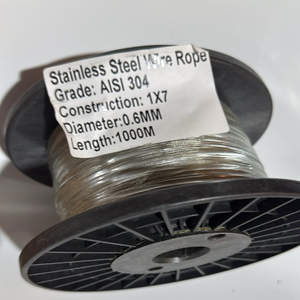 Stainless Steel Wire Rope
Grade: AISI 304
Construction: 1X7
Diameter:0.6MM
Length:1000M